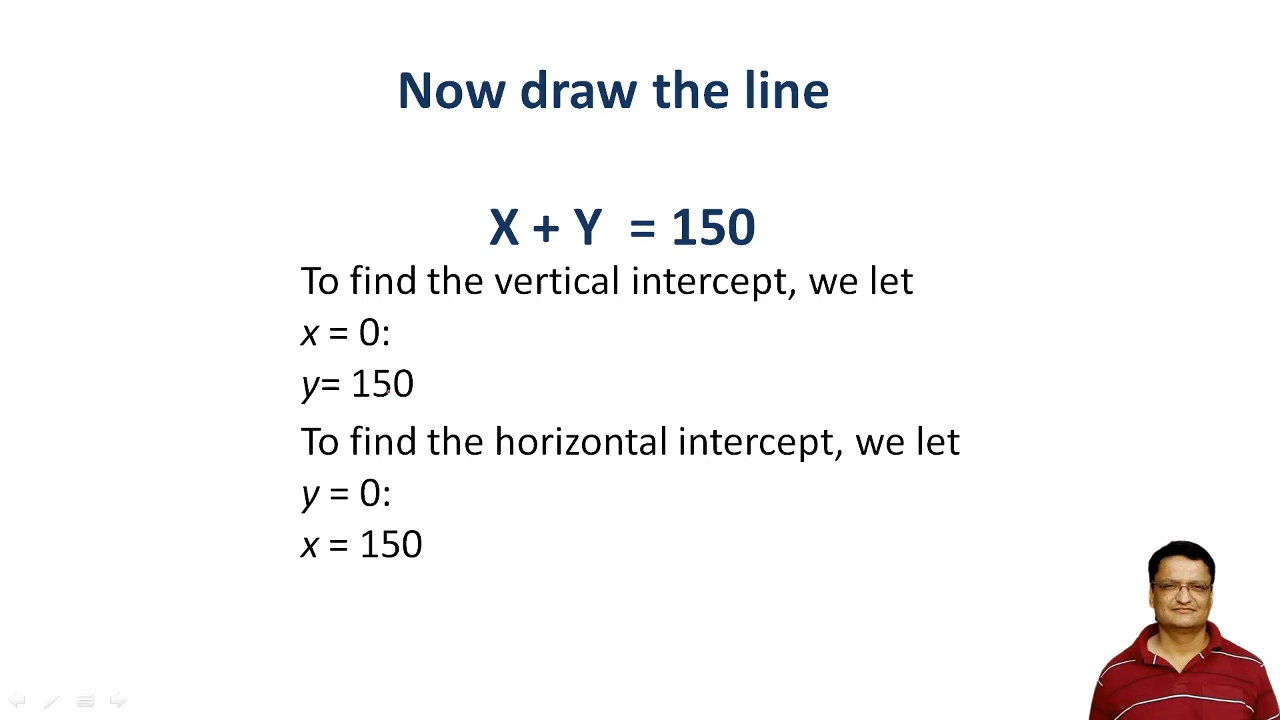 Now draw the line
X + Y = 150
To find the vertical intercept, we let
x = 0:
y= 150
To find the horizontal intercept, we let
y = 0:
x = 150